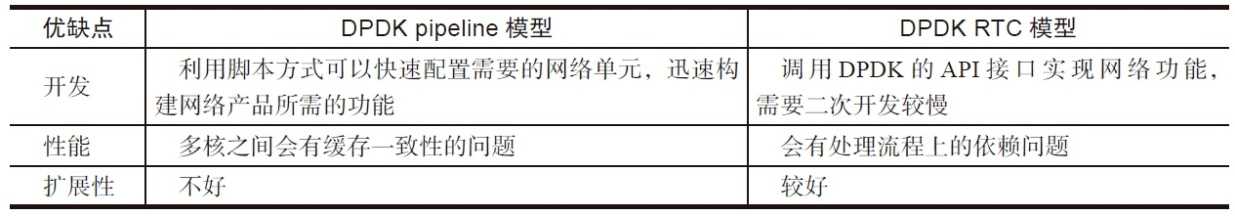 优缺点 DPDK pipeline 模型 DPDK RTC 模型
开发 利用脚本方式可以快速配置需要的网络单元，迅速构建网络产品所需的功能 调用 DPDK 的 API 接口实现网络功能，需要二次开发较慢
性能 多核之间会有缓存一致性的问题 会有处理流程上的依赖问题
扩展性 不好 较好